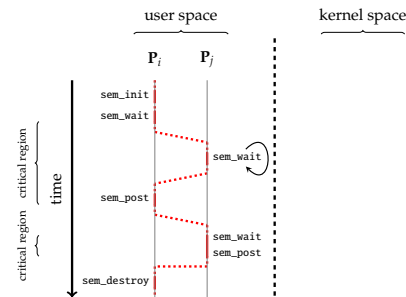 user space
kernel space
P_i
P_j
sem_init
sem_wait
sem_wait
critical region
sem_post
time
sem_wait
critical region
sem_post
sem_destroy